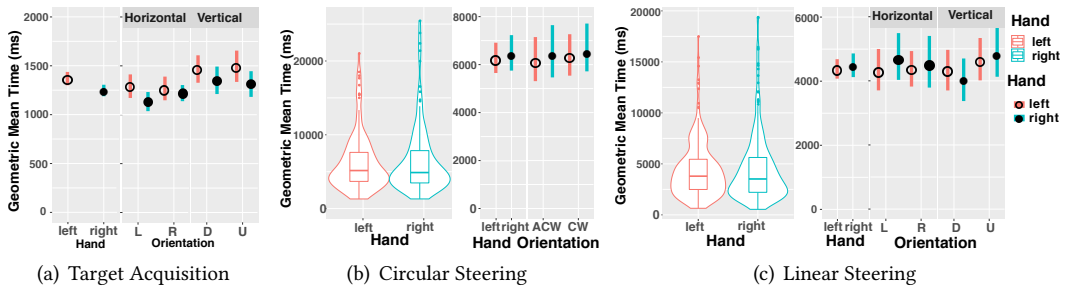 Geometric Mean Time (ms)
2000
1500
1000
500
0
Horizontal Vertical
left right L R D U
Hand Orientation
(a) Target Acquisition
Geometric Mean Time (ms)
20000
10000
0
left right
Hand
8000
6000
4000
2000
0
left right ACW CW
Hand Orientation
(b) Circular Steering
Geometric Mean Time (ms)
20000
15000
10000
5000
0
left right
Hand
6000
4000
2000
0
Horizontal Vertical
left right L R D U
Hand Orientation
(c) Linear Steering
Hand
left
right
Hand
left
right